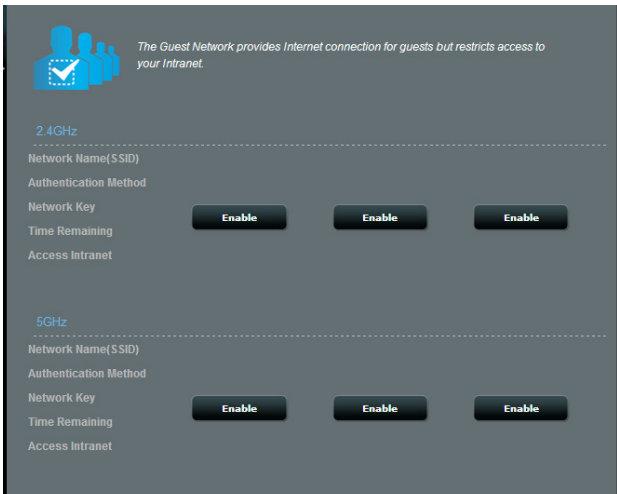 The Guest Network provides Internet connection for guests but restricts access to
your Intranet.
2.4GHz
Network Name(SSID)
Authentication Method
Network Key
Enable Enable Enable
Time Remaining
Access Intranet
5GHz
Network Name(SSID)
Authentication Method
Network Key
Enable Enable Enable
Time Remaining
Access Intranet